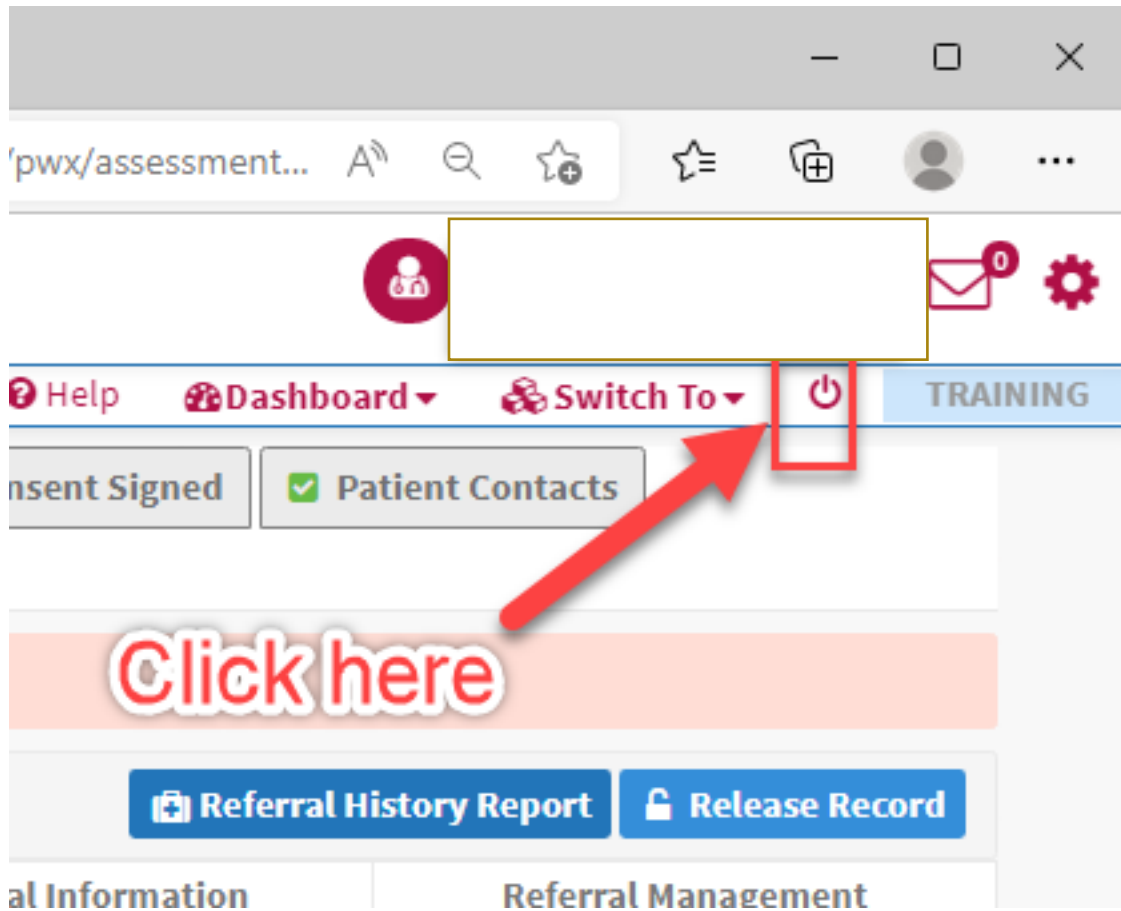 /pwx/assessment...
0
Help Dashboard Switch To TRAINING
nsent Signed Patient Contacts
Click here
Referral History Report Release Record
al Information Referral Management